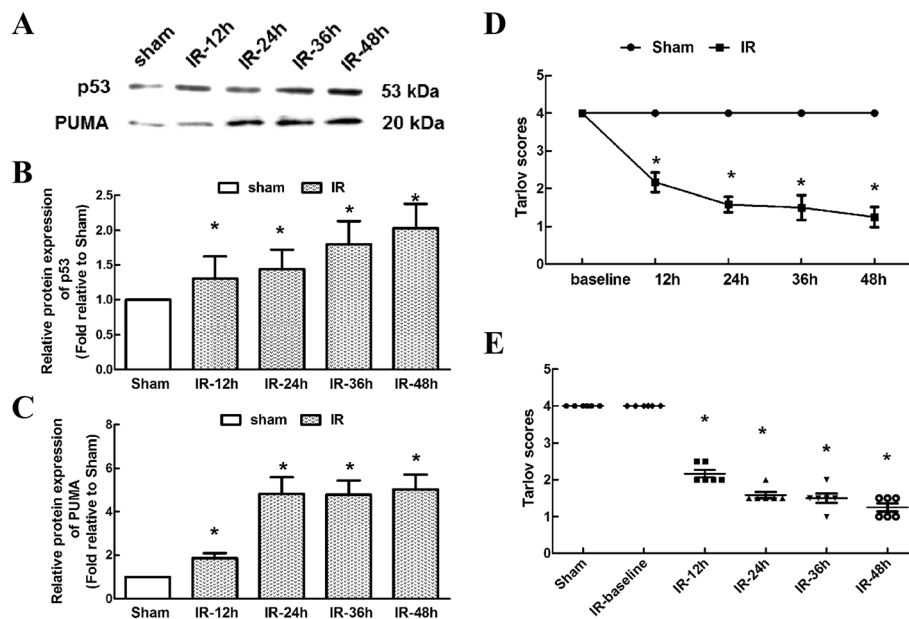 A
sham IR-12h IR-24h IR-36h IR-48h
p53 53 kDa
PUMA 20 kDa
B
sham IR
Relative protein expression
of p53
(Fold relative to Sham)
2.5
2.0
1.5
1.0
0.5
0.0
* * * *
Sham IR-12h IR-24h IR-36h IR-48h
C
sham IR
Relative protein expression
of PUMA
(Fold relative to Sham)
8
6
4
2
0
* * * *
Sham IR-12h IR-24h IR-36h IR-48h
D
Sham IR
Tarlov scores
5
4
3
2
1
0
* * * *
baseline 12h 24h 36h 48h
E
Tarlov scores
5
4
3
2
1
0
* * * *
Sham IR-baseline IR-12h IR-24h IR-36h IR-48h